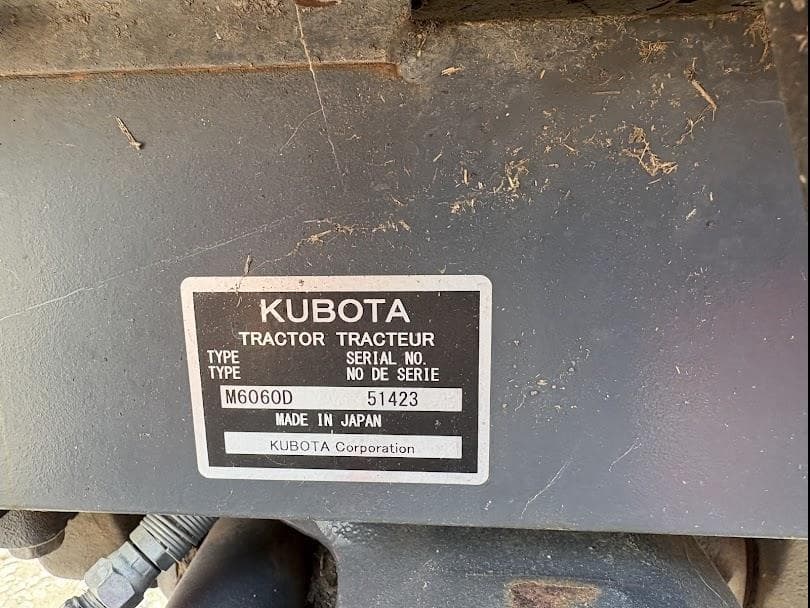 KUBOTA
TRACTOR TRACTEUR
TYPE SERIAL NO.
TYPE NO DE SERIE
M6060D 51423
MADE IN JAPAN
KUBOTA Corporation